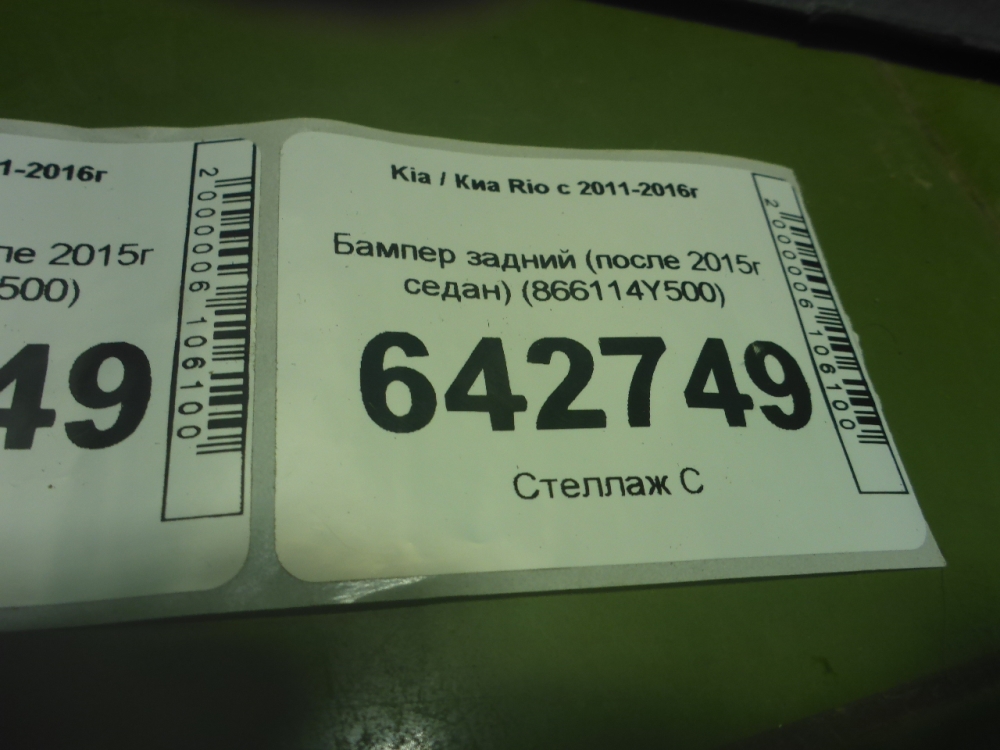 1-2016г
ле 2015г
500)
49
2000006106100
Kia / Киа Rio с 2011-2016г
Бампер задний (после 2015г
седан) (866114Y500)
642749
Стеллаж С
2000006106100